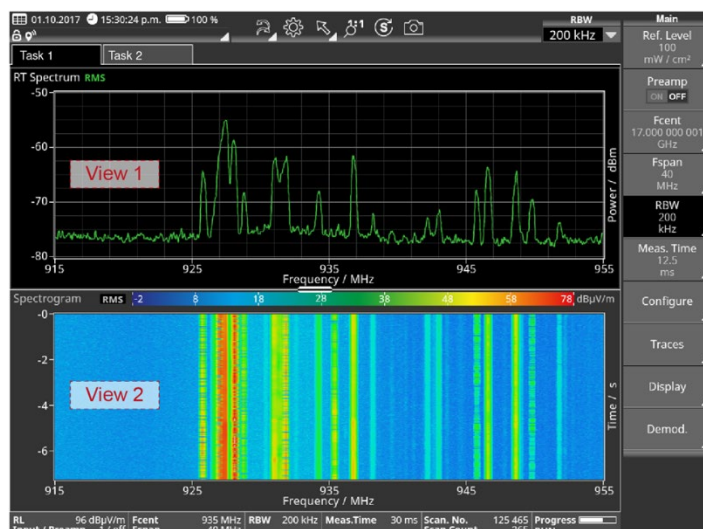 01.10.2017 15:30:24 p.m. 100 %
RBW
200 kHz
Main
Task 1 Task 2
Ref. Level
100
mW / cm²
Preamp
ON OFF
Fcent
17.000 000 001
GHz
Fspan
40
MHz
RBW
200
kHz
Meas. Time
12.5
ms
Configure
Traces
Display
Demod.
RT Spectrum RMS
-50
-60
-70
-80
View 1
Power / dBm
915 925 935 945 955
Frequency / MHz
Spectrogram RMS -2 8 18 28 38 48 58 78 dBµV/m
-0
-2
-4
-6
View 2
Time / s
915 925 935 945 955
Frequency / MHz
RL 96 dBµV/m Fcent 935 MHz RBW 200 kHz Meas.Time 30 ms Scan. No. 125 465 Progress